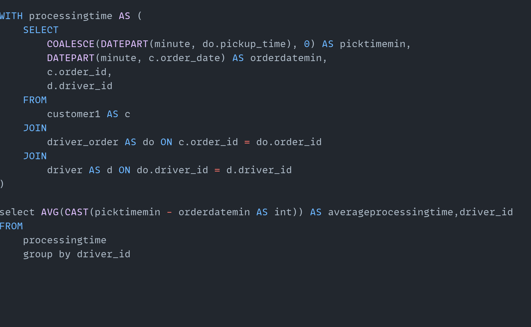 WITH processingtime AS (
SELECT
COALESCE(DATEPART(minute, do.pickup_time), 0) AS picktimemin,
DATEPART(minute, c.order_date) AS orderdatemin,
c.order_id,
d.driver_id
FROM
customer1 AS c
JOIN
driver_order AS do ON c.order_id = do.order_id
JOIN
driver AS d ON do.driver_id = d.driver_id
)
select AVG(CAST(picktimemin - orderdatemin AS int)) AS averageprocessingtime,driver_id
FROM
processingtime
group by driver_id